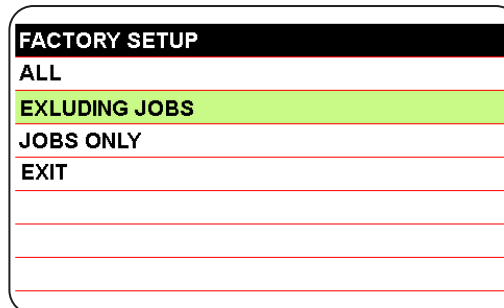 FACTORY SETUP
ALL
EXLUDING JOBS
JOBS ONLY
EXIT